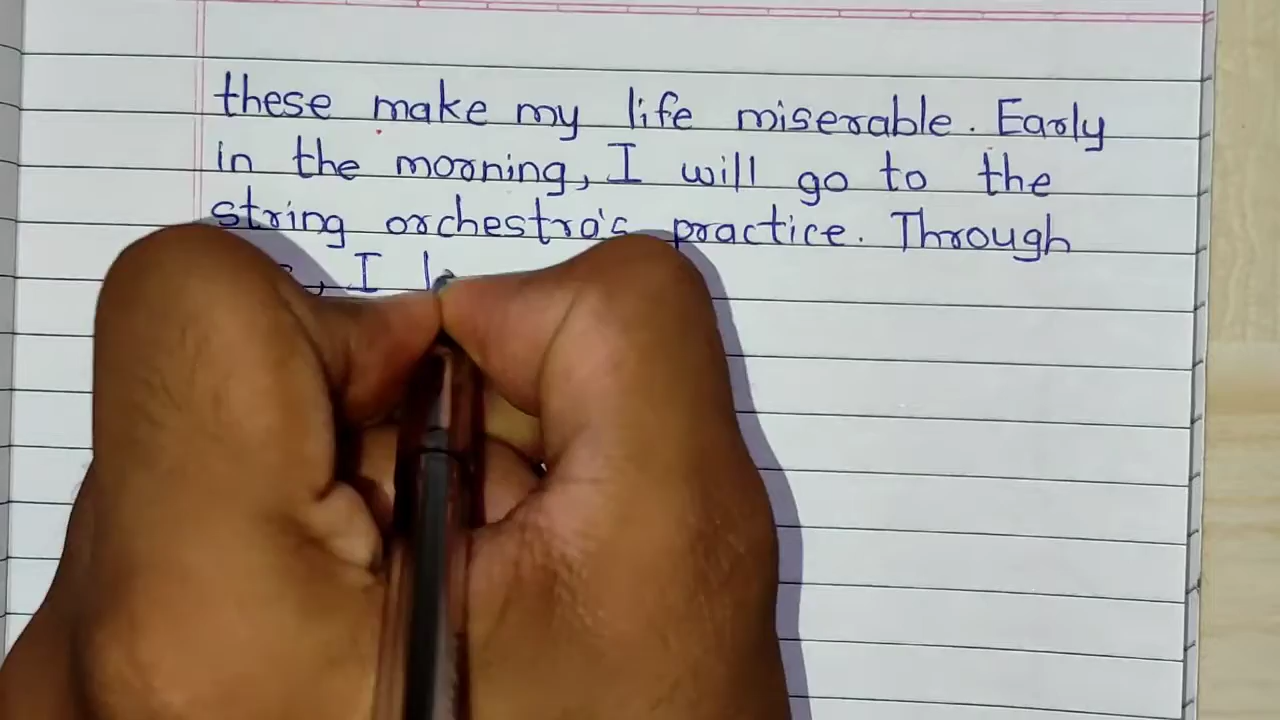 these make my life miserable. Early
in the morning, I will go to the
string orchestra's practice. Through
, I